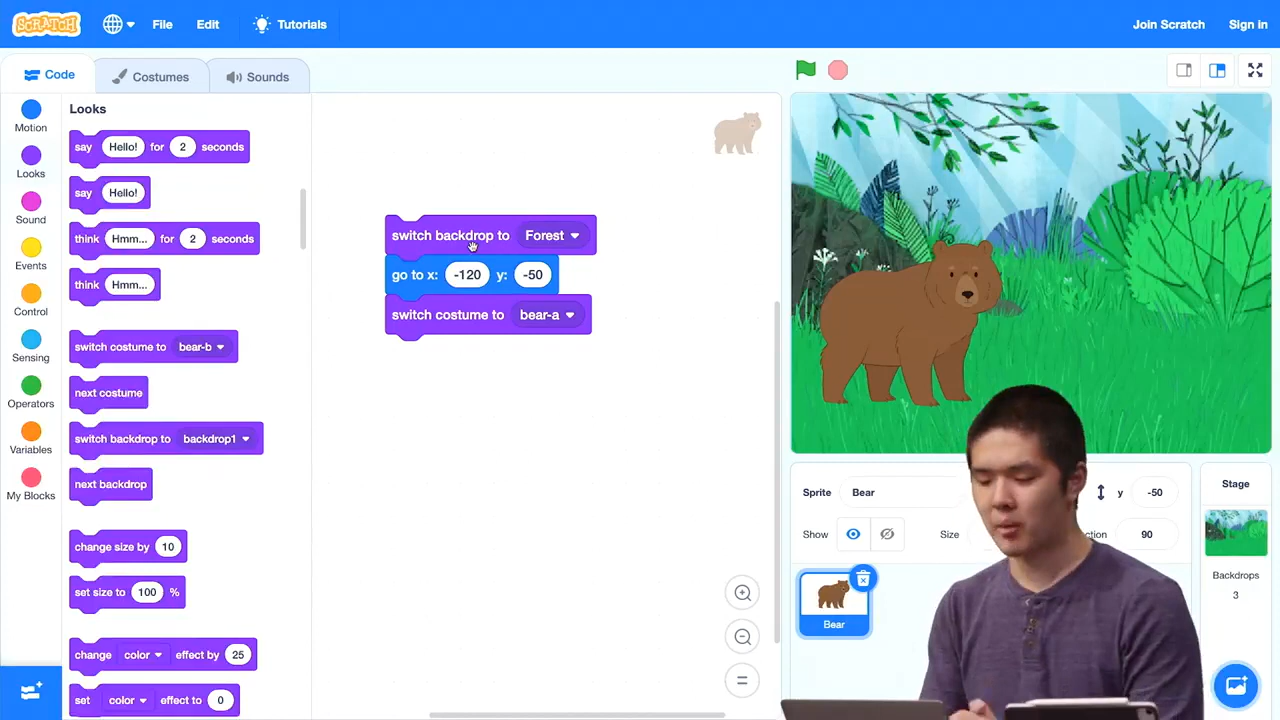 SCRATCH
File
Edit
Tutorials
Join Scratch
Sign in
Code
Costumes
Sounds
Motion
Looks
Sound
Events
Control
Sensing
Operators
Variables
My Blocks
Looks
say Hello! for 2 seconds
say Hello!
think Hmm... for 2 seconds
think Hmm...
switch costume to bear-b
next costume
switch backdrop to backdrop1
next backdrop
change size by 10
set size to 100 %
change color effect by 25
set color effect to 0
switch backdrop to Forest
go to x: -120 y: -50
switch costume to bear-a
Sprite Bear
y -50
Show
Size
ction 90
Bear
Stage
Backdrops
3